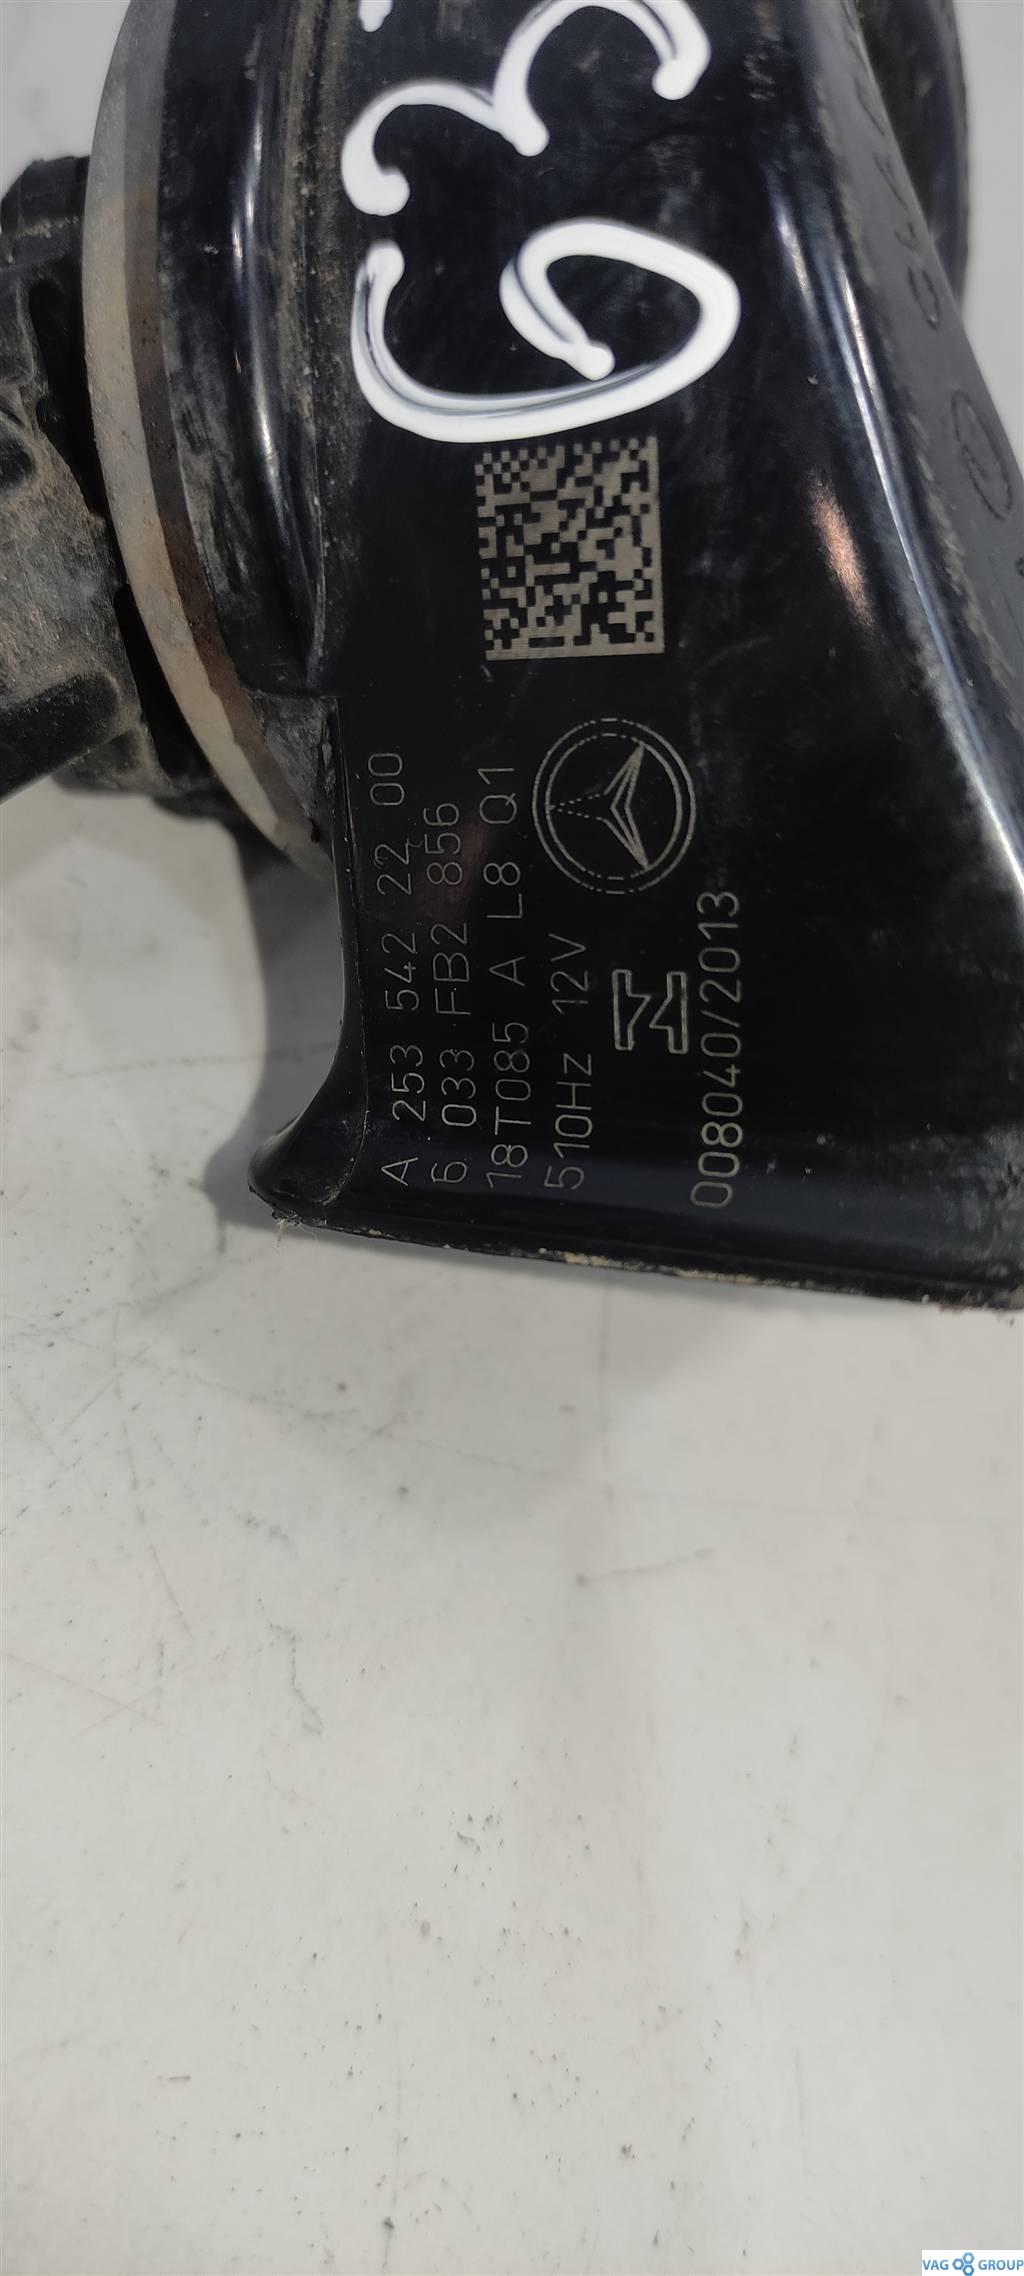 63
A 253 542 22 00
6 033 FB2 856
18T085 A L8 Q1
510Hz 12V
008040/2013
VAG GROUP